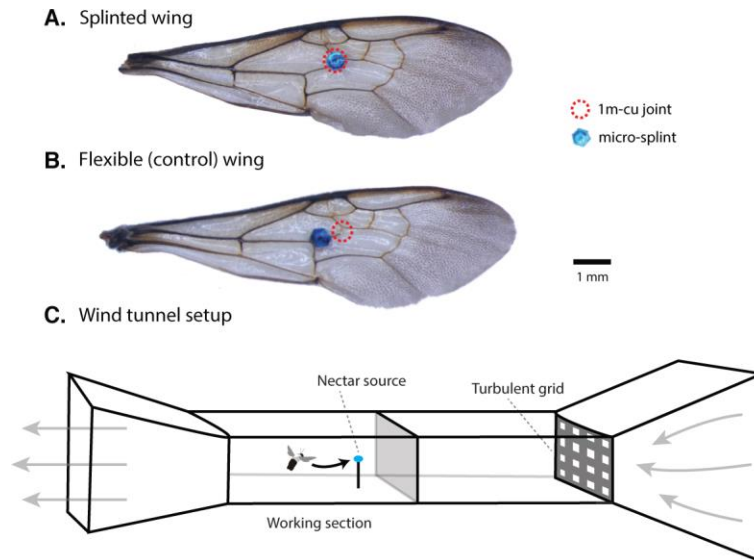 A. Splinted wing
1m-cu joint
micro-splint
B. Flexible (control) wing
1 mm
C. Wind tunnel setup
Nectar source
Turbulent grid
Working section